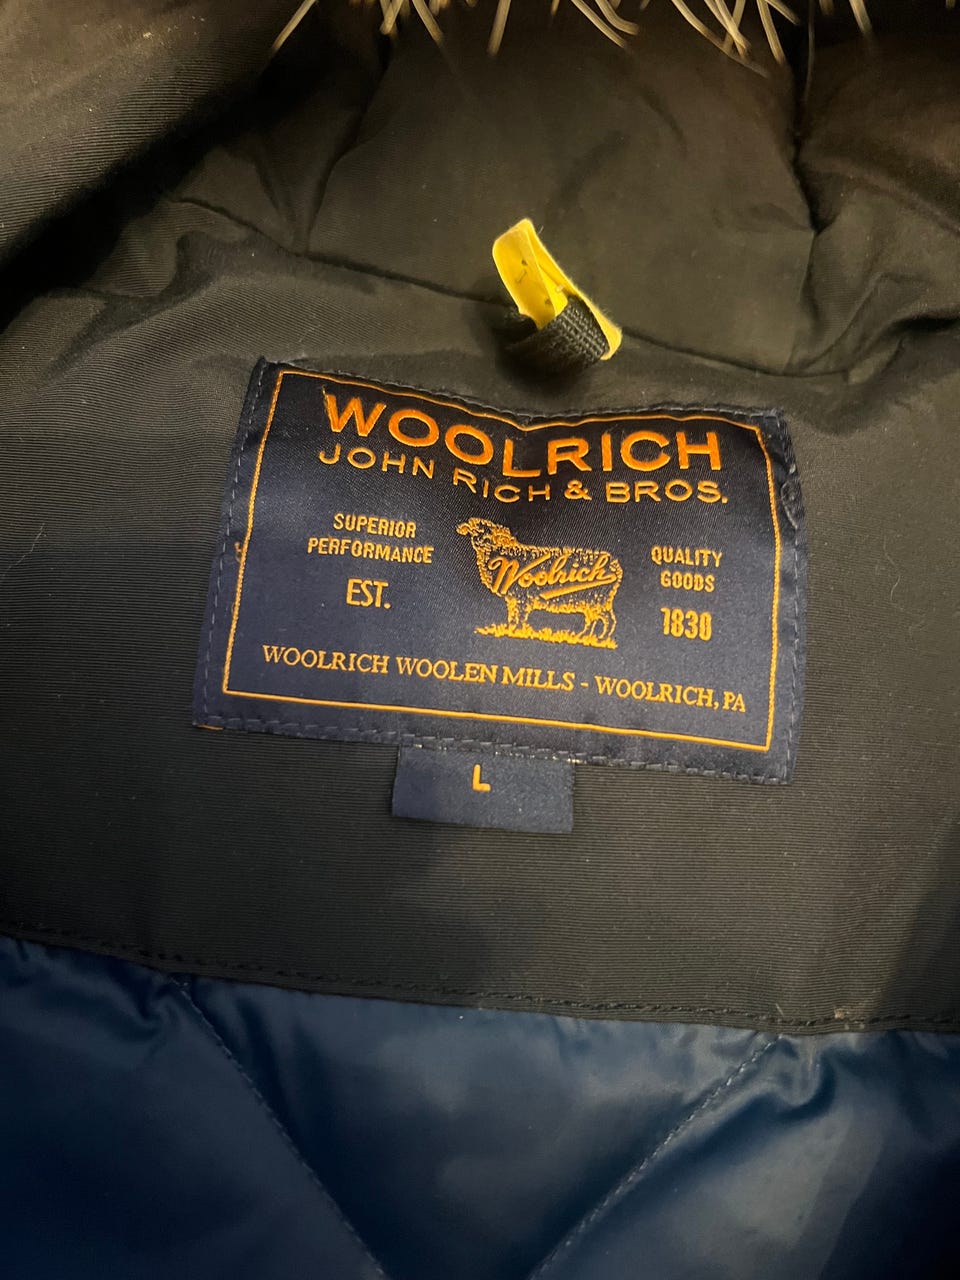 WOOLRICH
JOHN RICH & BROS.
SUPERIOR
PERFORMANCE
EST.
Woolrich
QUALITY
GOODS
1830
WOOLRICH WOOLEN MILLS - WOOLRICH, PA
L